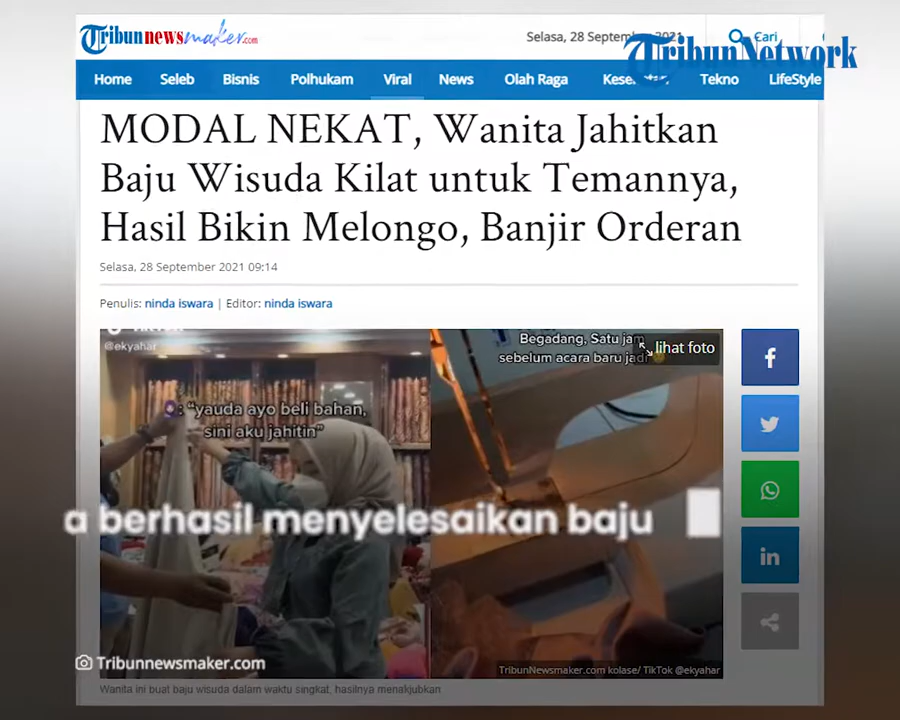 Tribunnewsmaker.com
Selasa, 28 September 2021
Cari
TribunNetwork
Home Seleb Bisnis Polhukam Viral News Olah Raga Kesehatan Tekno LifeStyle
MODAL NEKAT, Wanita Jahitkan
Baju Wisuda Kilat untuk Temannya,
Hasil Bikin Melongo, Banjir Orderan
Selasa, 28 September 2021 09:14
Penulis: ninda iswara | Editor: ninda iswara
TikTok
@ekyahar
: "yauda ayo beli bahan,
sini aku jahitin"
Begadang, Satu jam
sebelum acara baru jadi
lihat foto
a berhasil menyelesaikan baju
Tribunnewsmaker.com
TribunNewsmaker.com kolase/ TikTok @ekyahar
Wanita ini buat baju wisuda dalam waktu singkat, hasilnya menakjubkan